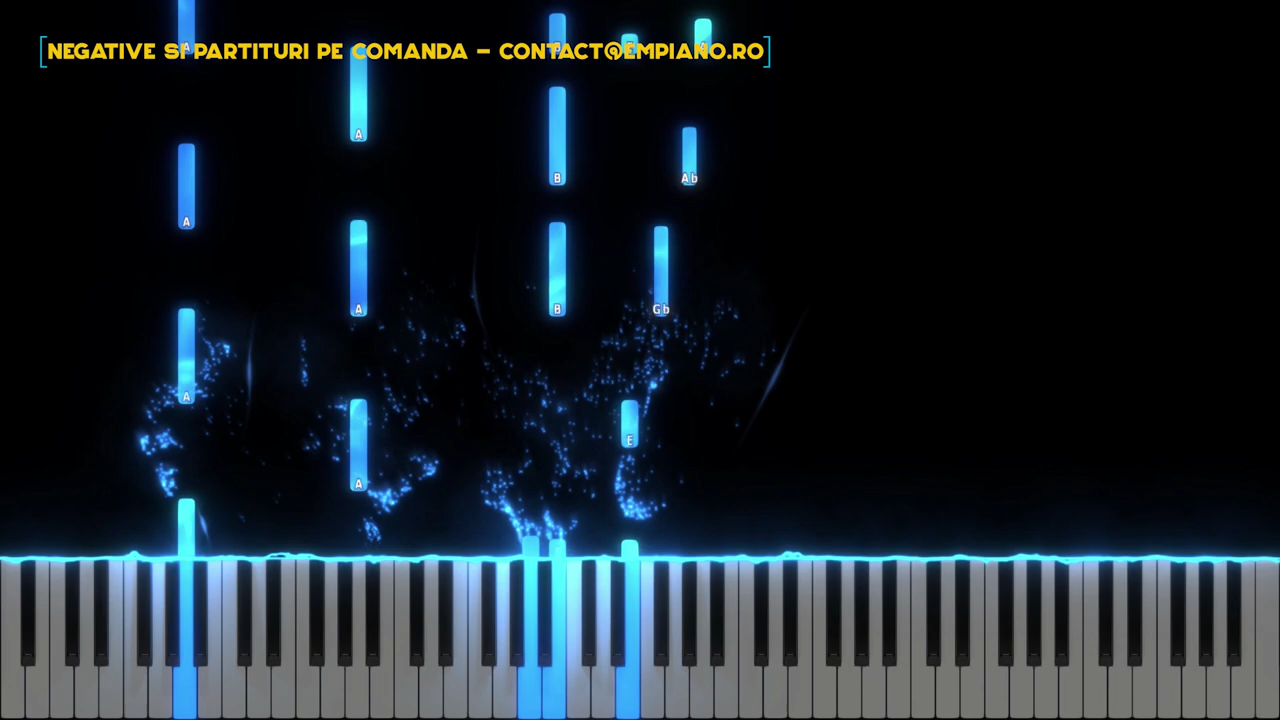 [NEGATIVE SI PARTITURI PE COMANDA - CONTACT@EMPIANO.RO]
A
B
Ab
A
A
B
Gb
A
E
A